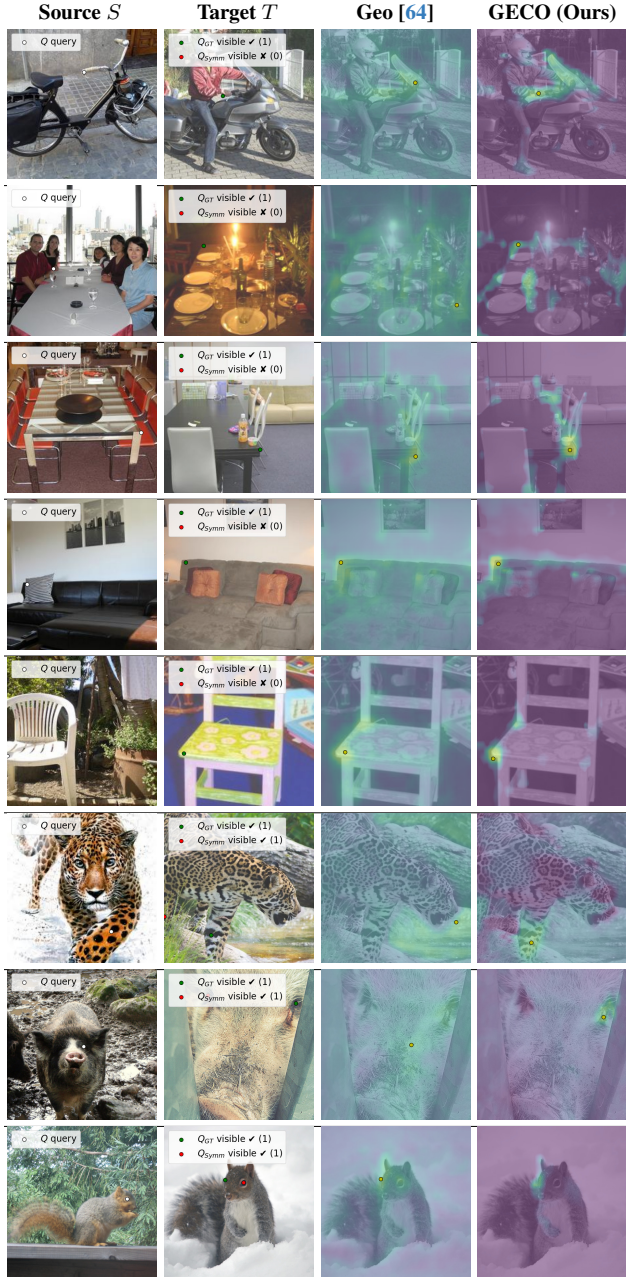 Source S Target T Geo [64] GECO (Ours)
Q query
Q_GT visible ✔ (1)
Q_Symm visible ✘ (0)
Q query
Q_GT visible ✔ (1)
Q_Symm visible ✘ (0)
Q query
Q_GT visible ✔ (1)
Q_Symm visible ✘ (0)
Q query
Q_GT visible ✔ (1)
Q_Symm visible ✘ (0)
Q query
Q_GT visible ✔ (1)
Q_Symm visible ✘ (0)
Q query
Q_GT visible ✔ (1)
Q_Symm visible ✔ (1)
Q query
Q_GT visible ✔ (1)
Q_Symm visible ✔ (1)
Q query
Q_GT visible ✔ (1)
Q_Symm visible ✔ (1)